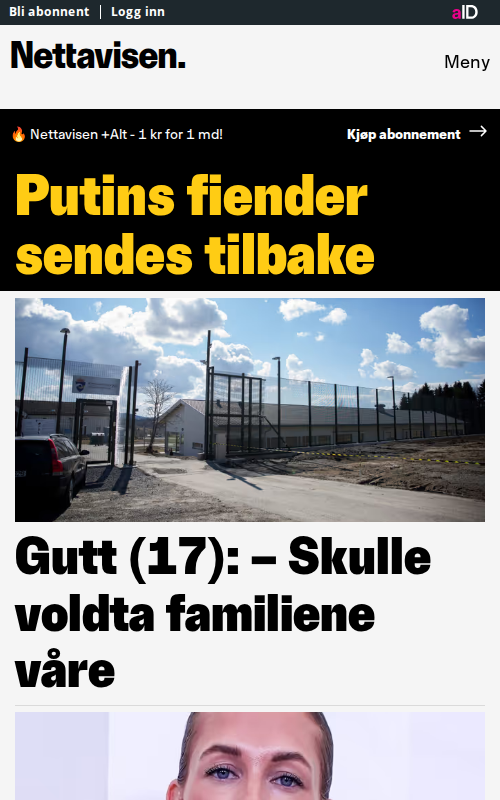 Bli abonnent | Logg inn
aID
Nettavisen.
Meny
🔥 Nettavisen +Alt - 1 kr for 1 md!
Kjøp abonnement →
Putins fiender
sendes tilbake
Gutt (17): – Skulle
voldta familiene
våre